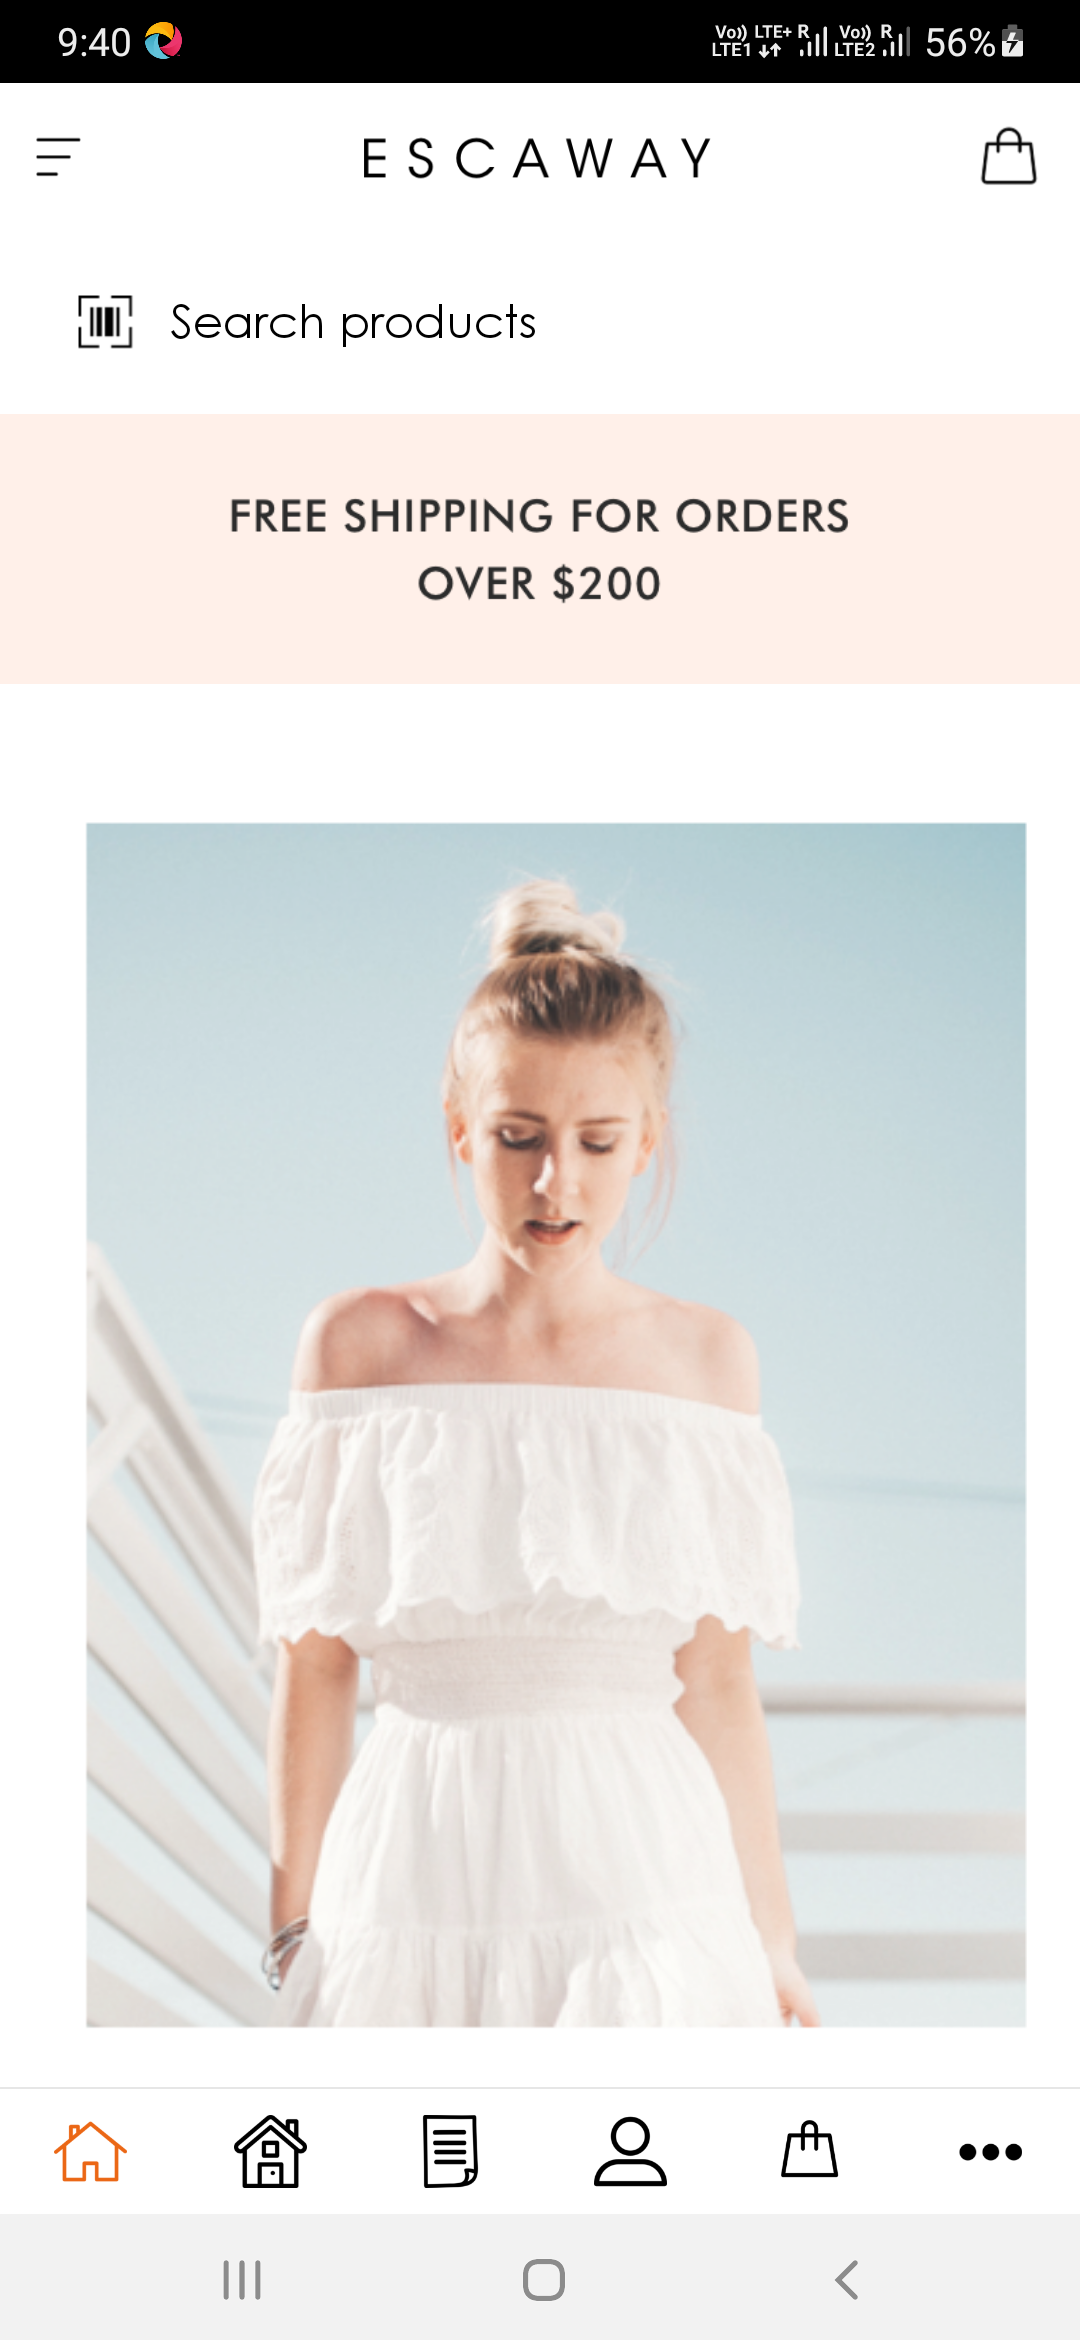 9:40
Vo)) LTE+ R Vo)) R
LTE1 LTE2 56%
ESCAWAY
Search products
FREE SHIPPING FOR ORDERS
OVER $200